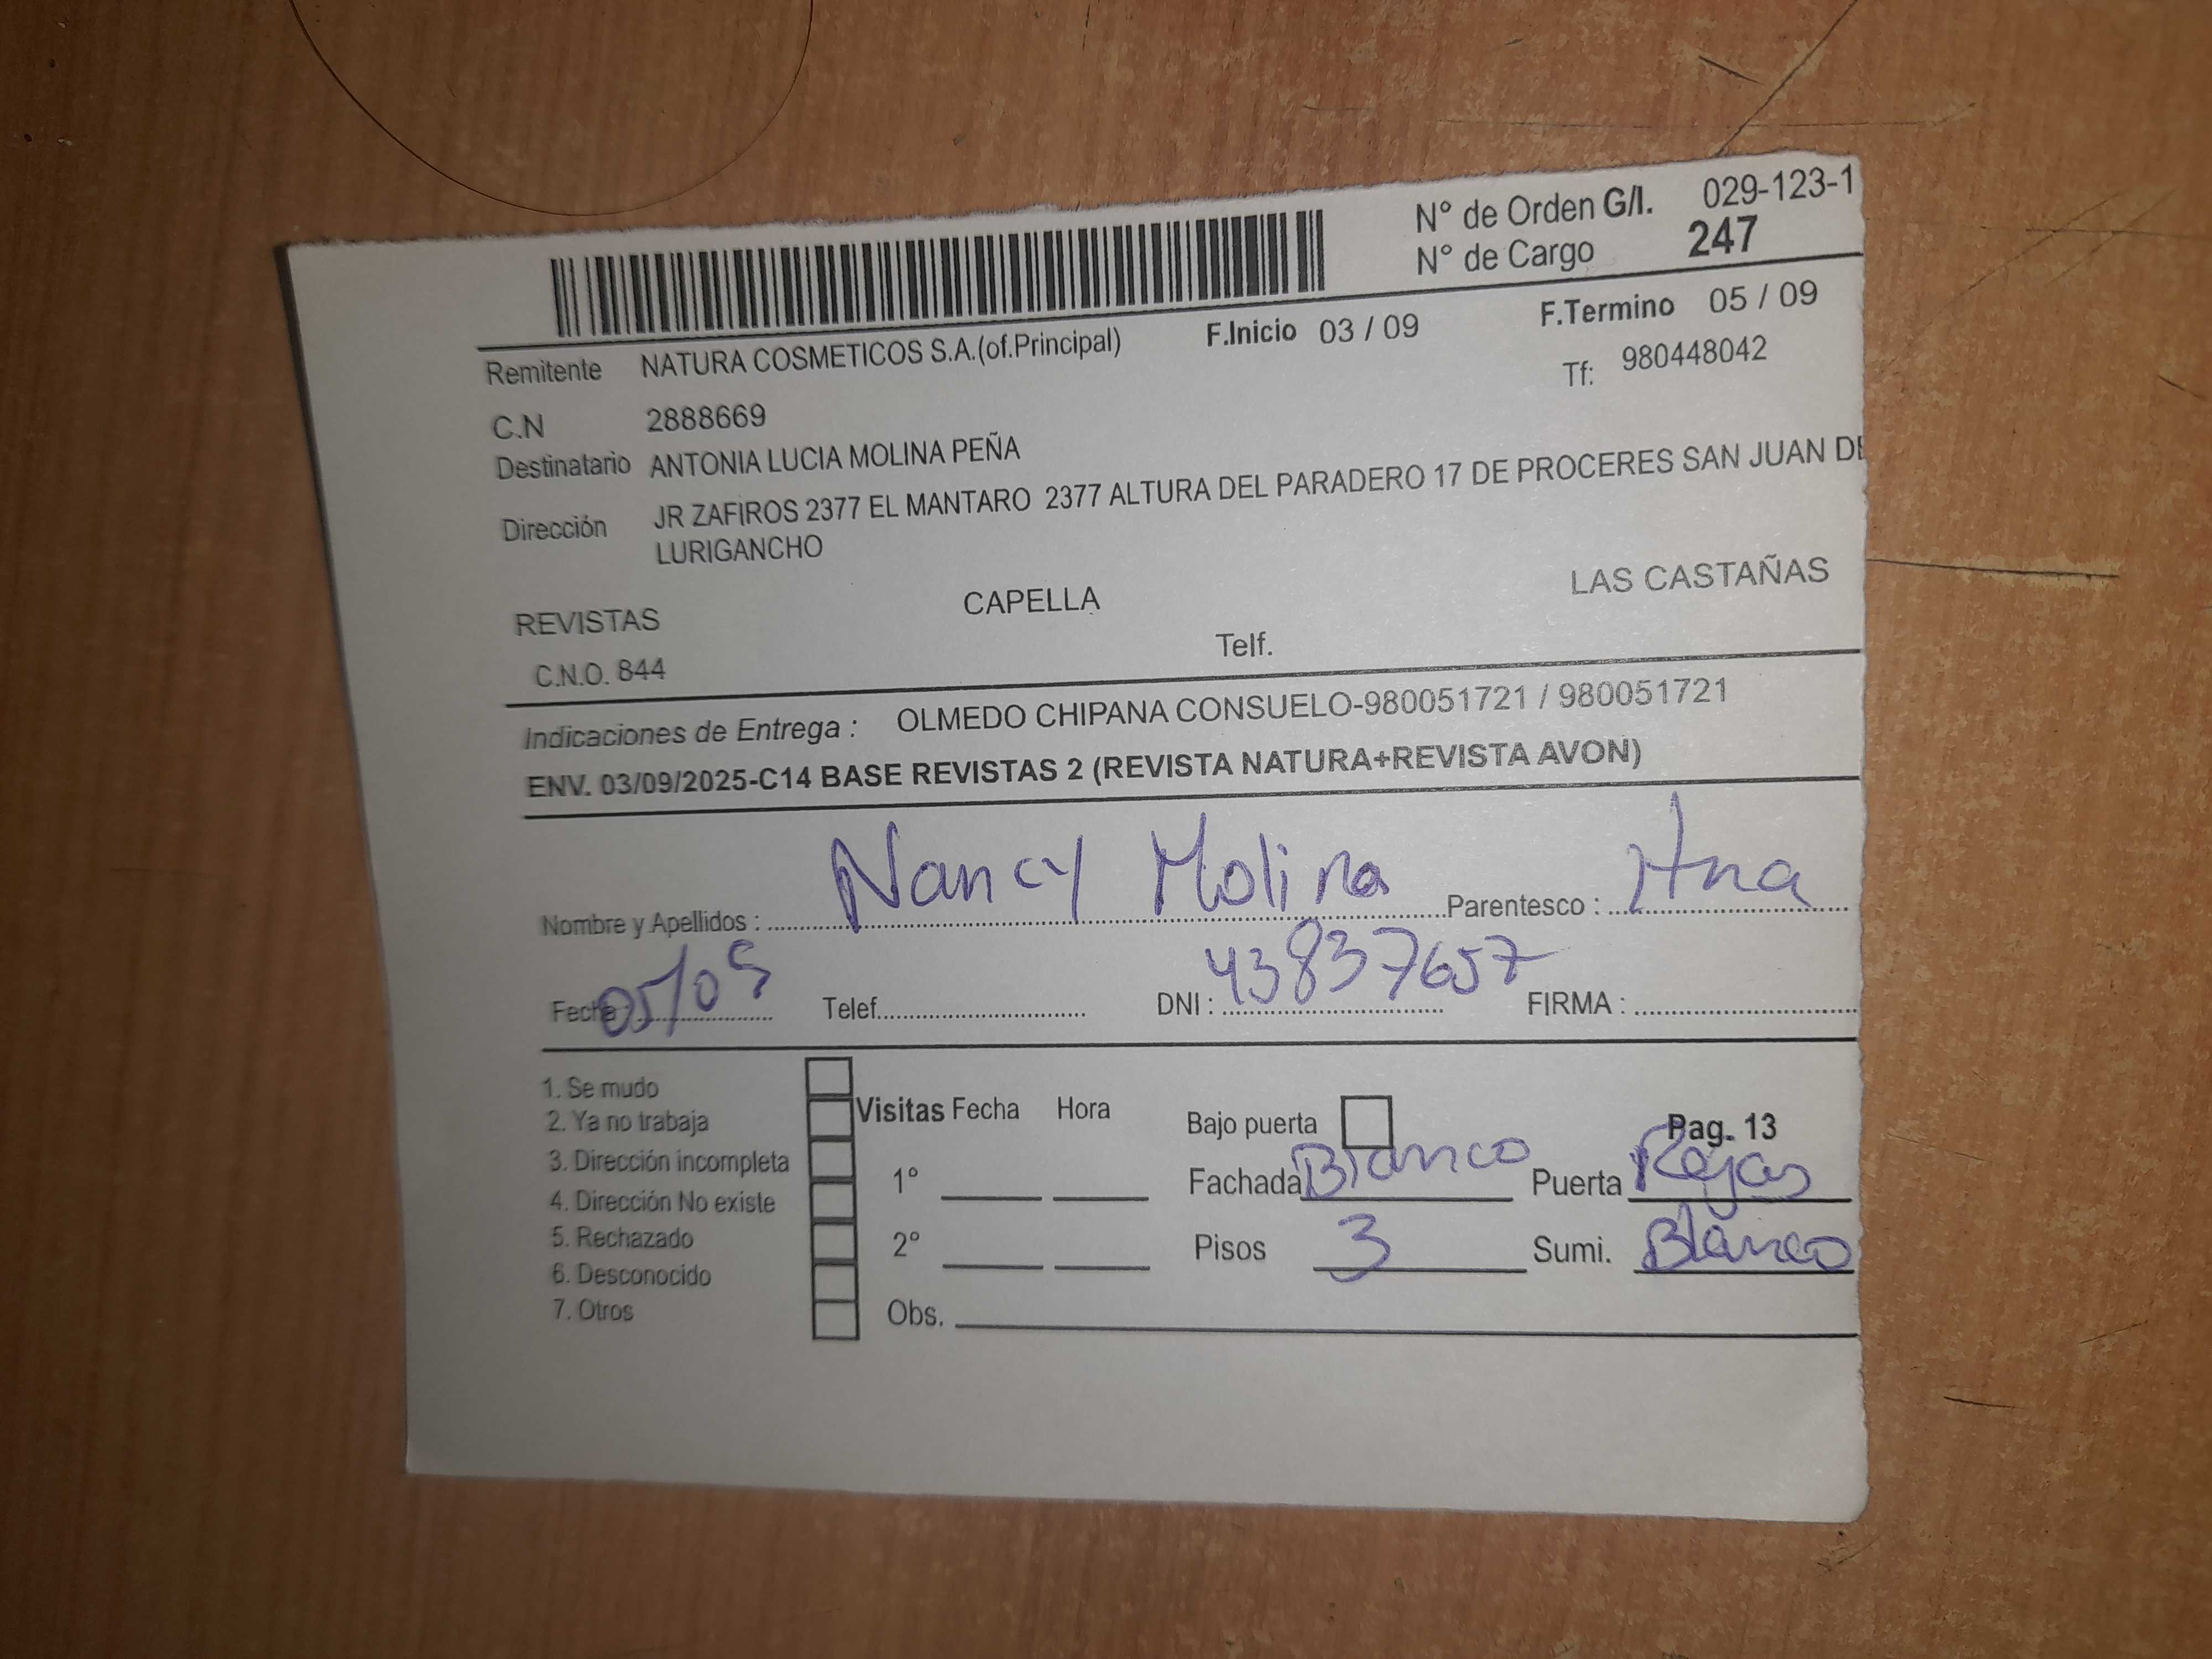 N° de Orden G/I. 029-123-1
N° de Cargo 247
F.Inicio 03 / 09 F.Termino 05 / 09
Remitente NATURA COSMETICOS S.A.(of.Principal)
Tf: 980448042
C.N 2888669
Destinatario ANTONIA LUCIA MOLINA PEÑA
Dirección JR ZAFIROS 2377 EL MANTARO 2377 ALTURA DEL PARADERO 17 DE PROCERES SAN JUAN DE
LURIGANCHO
REVISTAS CAPELLA LAS CASTAÑAS
C.N.O. 844 Telf.
Indicaciones de Entrega : OLMEDO CHIPANA CONSUELO-980051721 / 980051721
ENV. 03/09/2025-C14 BASE REVISTAS 2 (REVISTA NATURA+REVISTA AVON)
Nombre y Apellidos : Nancy Molina Parentesco : Hna
Fecha : 05/09 Telef. DNI : 43837657 FIRMA :
1. Se mudo
2. Ya no trabaja
3. Dirección incompleta
4. Dirección No existe
5. Rechazado
6. Desconocido
7. Otros
Visitas Fecha Hora
1°
2°
Obs.
Bajo puerta Pag. 13
Fachada Blanco Puerta Rejas
Pisos 3 Sumi. Blanco